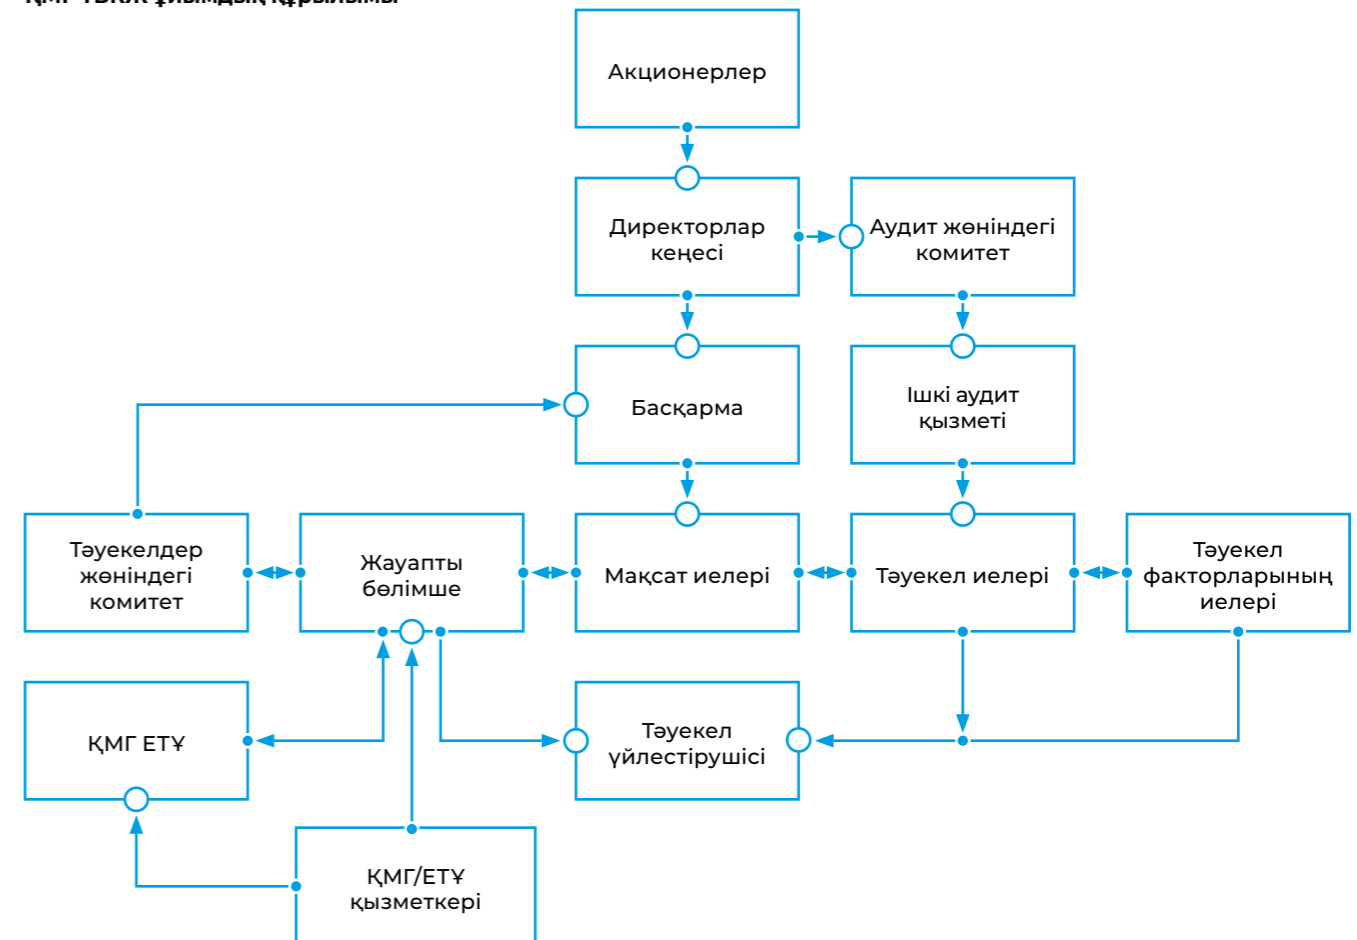 Акционерлер
Директорлар
кеңесі
Аудит жөніндегі
комитет
Басқарма
Ішкі аудит
қызметі
Тәуекелдер
жөніндегі
комитет
Жауапты
бөлімше
Мақсат иелері
Тәуекел иелері
Тәуекел
факторларының
иелері
ҚМГ ЕТҰ
Тәуекел
үйлестірушісі
ҚМГ/ЕТҰ
қызметкері